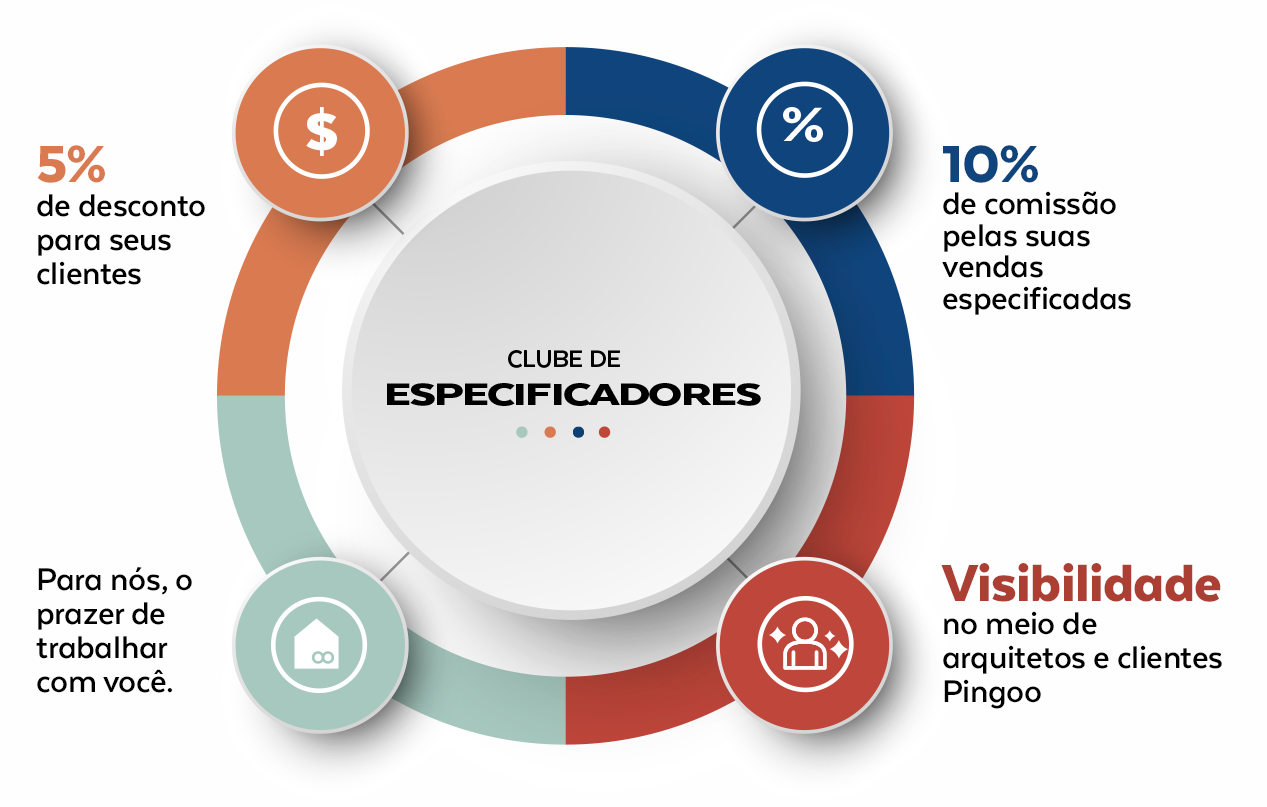 5%
de desconto
para seus
clientes
$
%
10%
de comissão
pelas suas
vendas
especificadas
CLUBE DE
ESPECIFICADORES
Para nós, o
prazer de
trabalhar
com você.
Visibilidade
no meio de
arquitetos e clientes
Pingoo